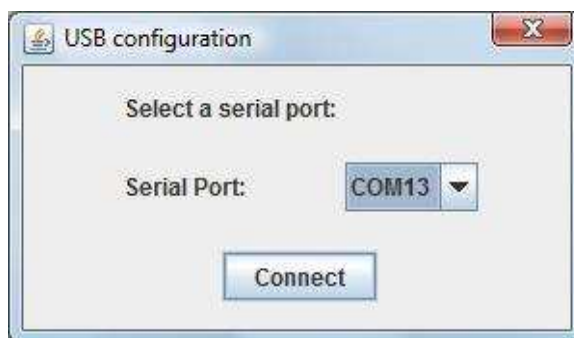 USB configuration
Select a serial port:
Serial Port: COM13
Connect